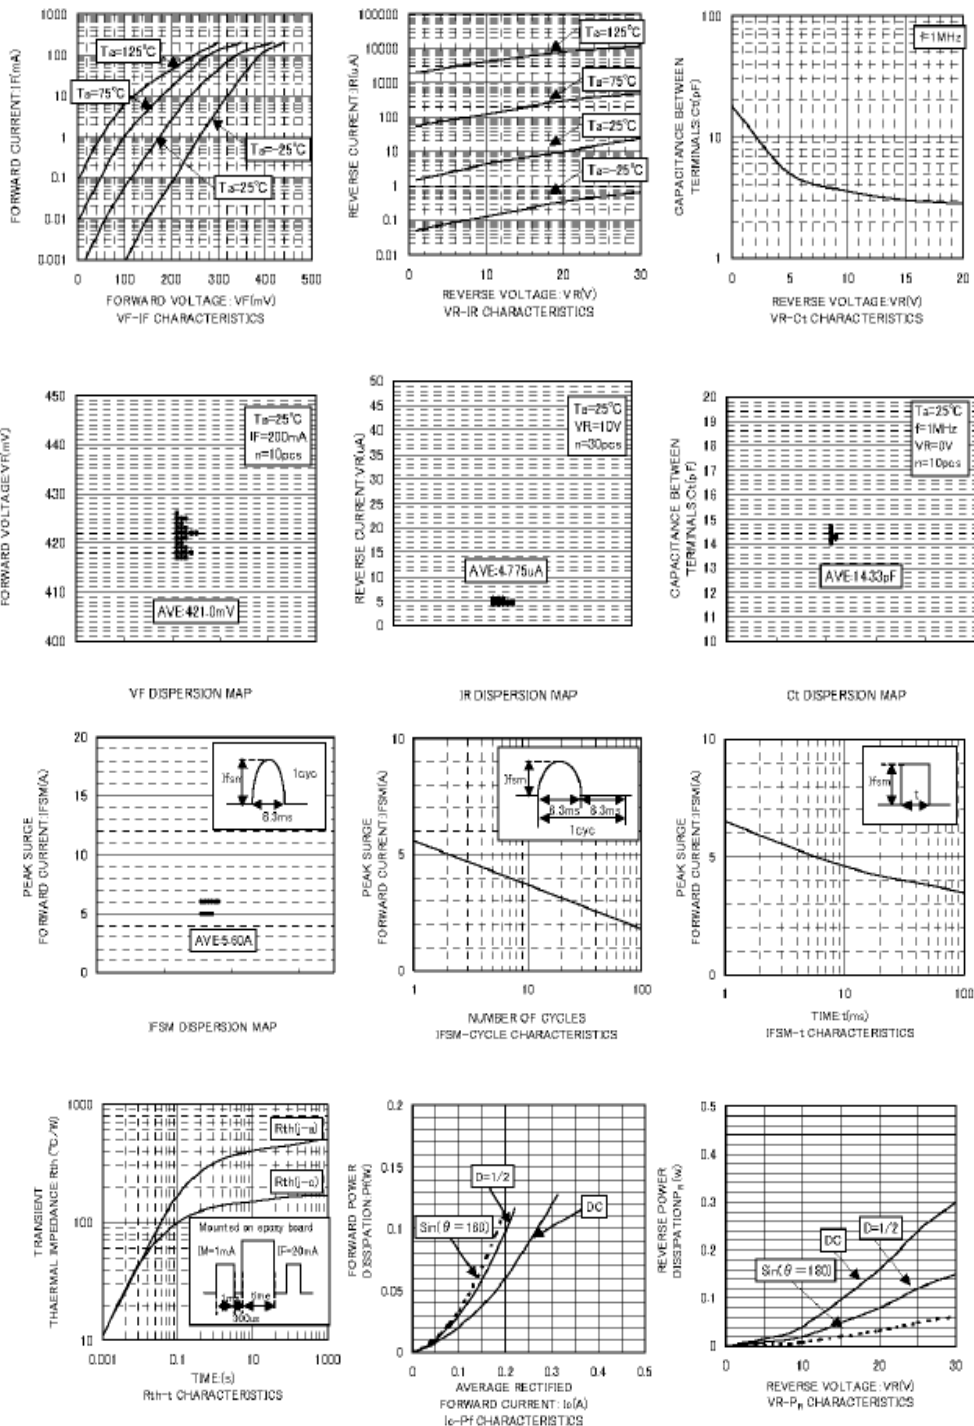 FORWARD CURRENT:IF(mA)
1000
100
10
1
0.1
0.01
0.001
Ta=125℃
Ta=75℃
Ta=-25℃
Ta=25℃
0 100 200 300 400 500
FORWARD VOLTAGE:VF(mV)
VF-IF CHARACTERISTICS
REVERSE CURRENT:IR(uA)
100000
10000
1000
100
10
1
0.1
0.01
Ta=125℃
Ta=75℃
Ta=25℃
Ta=-25℃
0 10 20 30
REVERSE VOLTAGE:VR(V)
VR-IR CHARACTERISTICS
CAPACITANCE BETWEEN
TERMINALS:Ct(pF)
100
10
1
f=1MHz
0 5 10 15 20
REVERSE VOLTAGE:VR(V)
VR-Ct CHARACTERISTICS
FORWARD VOLTAGE:VF(mV)
450
440
430
420
410
400
Ta=25℃
IF=200mA
n=10pcs
AVE:421.0mV
VF DISPERSION MAP
REVERSE CURRENT:VR(uA)
50
45
40
35
30
25
20
15
10
5
0
Ta=25℃
VR=10V
n=30pcs
AVE:4.775uA
IR DISPERSION MAP
CAPACITANCE BETWEEN
TERMINALS:Ct(pF)
20
19
18
17
16
15
14
13
12
11
10
Ta=25℃
f=1MHz
VR=0V
n=10pcs
AVE:14.33pF
Ct DISPERSION MAP
PEAK SURGE
FORWARD CURRENT:IFSM(A)
20
15
10
5
0
Ifsm
1cyc
8.3ms
AVE:5.60A
IFSM DISPERSION MAP
PEAK SURGE
FORWARD CURRENT:IFSM(A)
10
5
0
Ifsm
8.3ms 8.3ms
1cyc
1 10 100
NUMBER OF CYCLES
IFSM-CYCLE CHARACTERISTICS
PEAK SURGE
FORWARD CURRENT:IFSM(A)
10
5
0
Ifsm
t
1 10 100
TIME:t(ms)
IFSM-t CHARACTERISTICS
TRANSIENT
THAERMAL IMPEDANCE:Rth (℃/W)
1000
100
10
Rth(j-a)
Rth(j-c)
Mounted on epoxy board
IM=1mA IF=20mA
1ms time
300us
0.001 0.1 10 1000
TIME:(s)
Rth-t CHARACTERISTICS
FORWARD POWER
DISSIPATION:Pf(W)
0.2
0.15
0.1
0.05
0
D=1/2
DC
Sin(θ=180)
0 0.1 0.2 0.3 0.4 0.5
AVERAGE RECTIFIED
FORWARD CURRENT:Io(A)
Io-Pf CHARACTERISTICS
REVERSE POWER
DISSIPATION:PR (w)
0.5
0.4
0.3
0.2
0.1
0
D=1/2
DC
Sin(θ=180)
0 10 20 30
REVERSE VOLTAGE:VR(V)
VR-PR CHARACTERISTICS